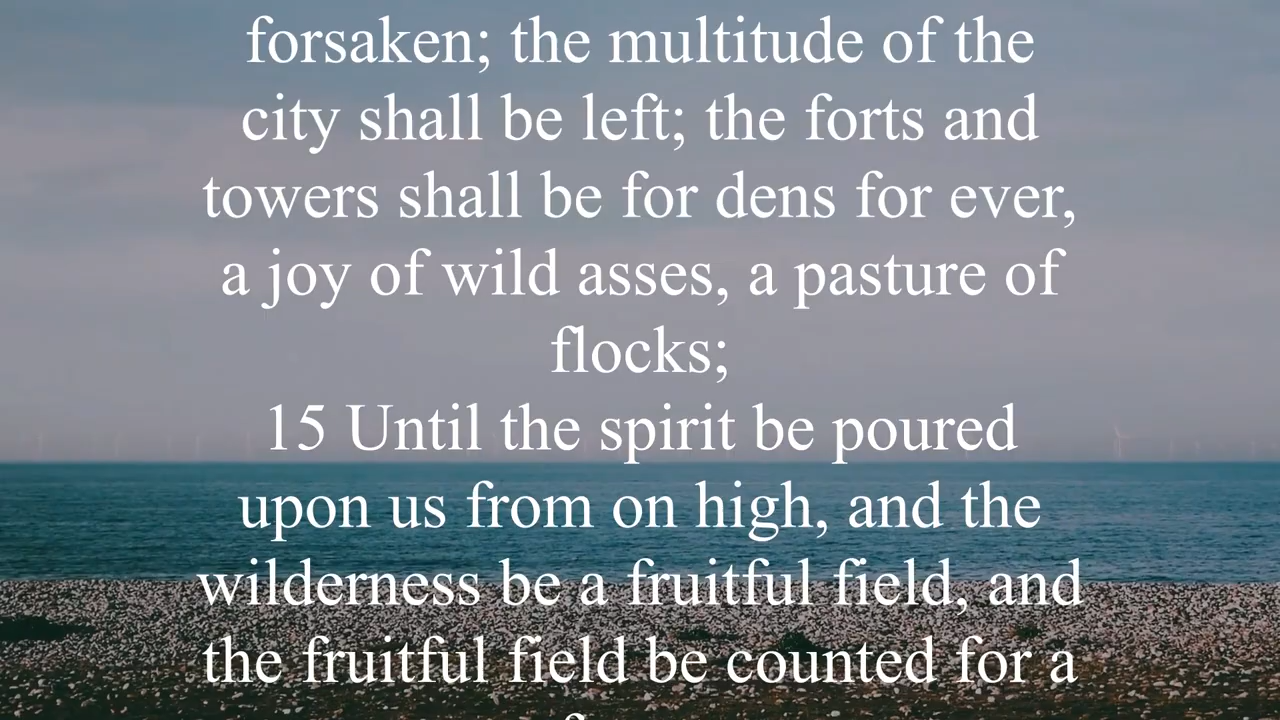 forsaken; the multitude of the
city shall be left; the forts and
towers shall be for dens for ever,
a joy of wild asses, a pasture of
flocks;
15 Until the spirit be poured
upon us from on high, and the
wilderness be a fruitful field, and
the fruitful field be counted for a